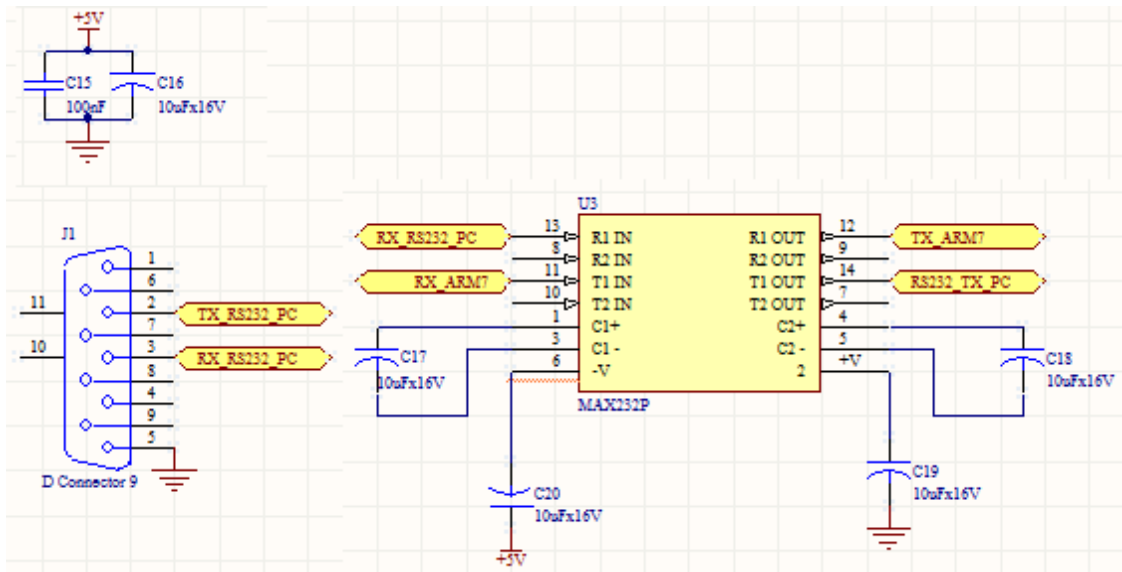 +5V
C15
100nF
C16
10uFx16V
J1
1
6
2
7
3
8
4
9
5
11
10
TX_RS232_PC
RX_RS232_PC
D Connector 9
U3
RX_RS232_PC
13
R1 IN
R1 OUT
12
TX_ARM7
8
R2 IN
R2 OUT
9
RX_ARM7
11
T1 IN
T1 OUT
14
RS232_TX_PC
10
T2 IN
T2 OUT
7
1
C1+
C2+
4
3
C1 -
C2 -
5
6
-V
2
+V
MAX232P
C17
10uFx16V
C18
10uFx16V
C19
10uFx16V
C20
10uFx16V
+5V